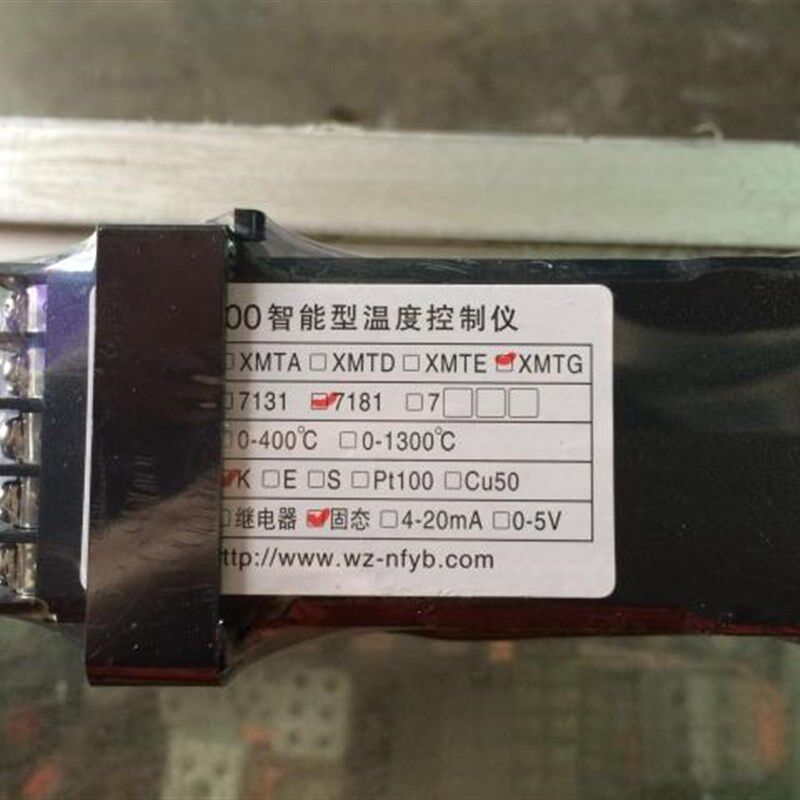 00智能型温度控制仪
□XMTA □XMTD □XMTE ☑XMTG
□7131 ☑7181 □7□□□
□0-400℃ □0-1300℃
☑K □E □S □Pt100 □Cu50
□继电器 ☑固态 □4-20mA □0-5V
ttp://www.wz-nfyb.com